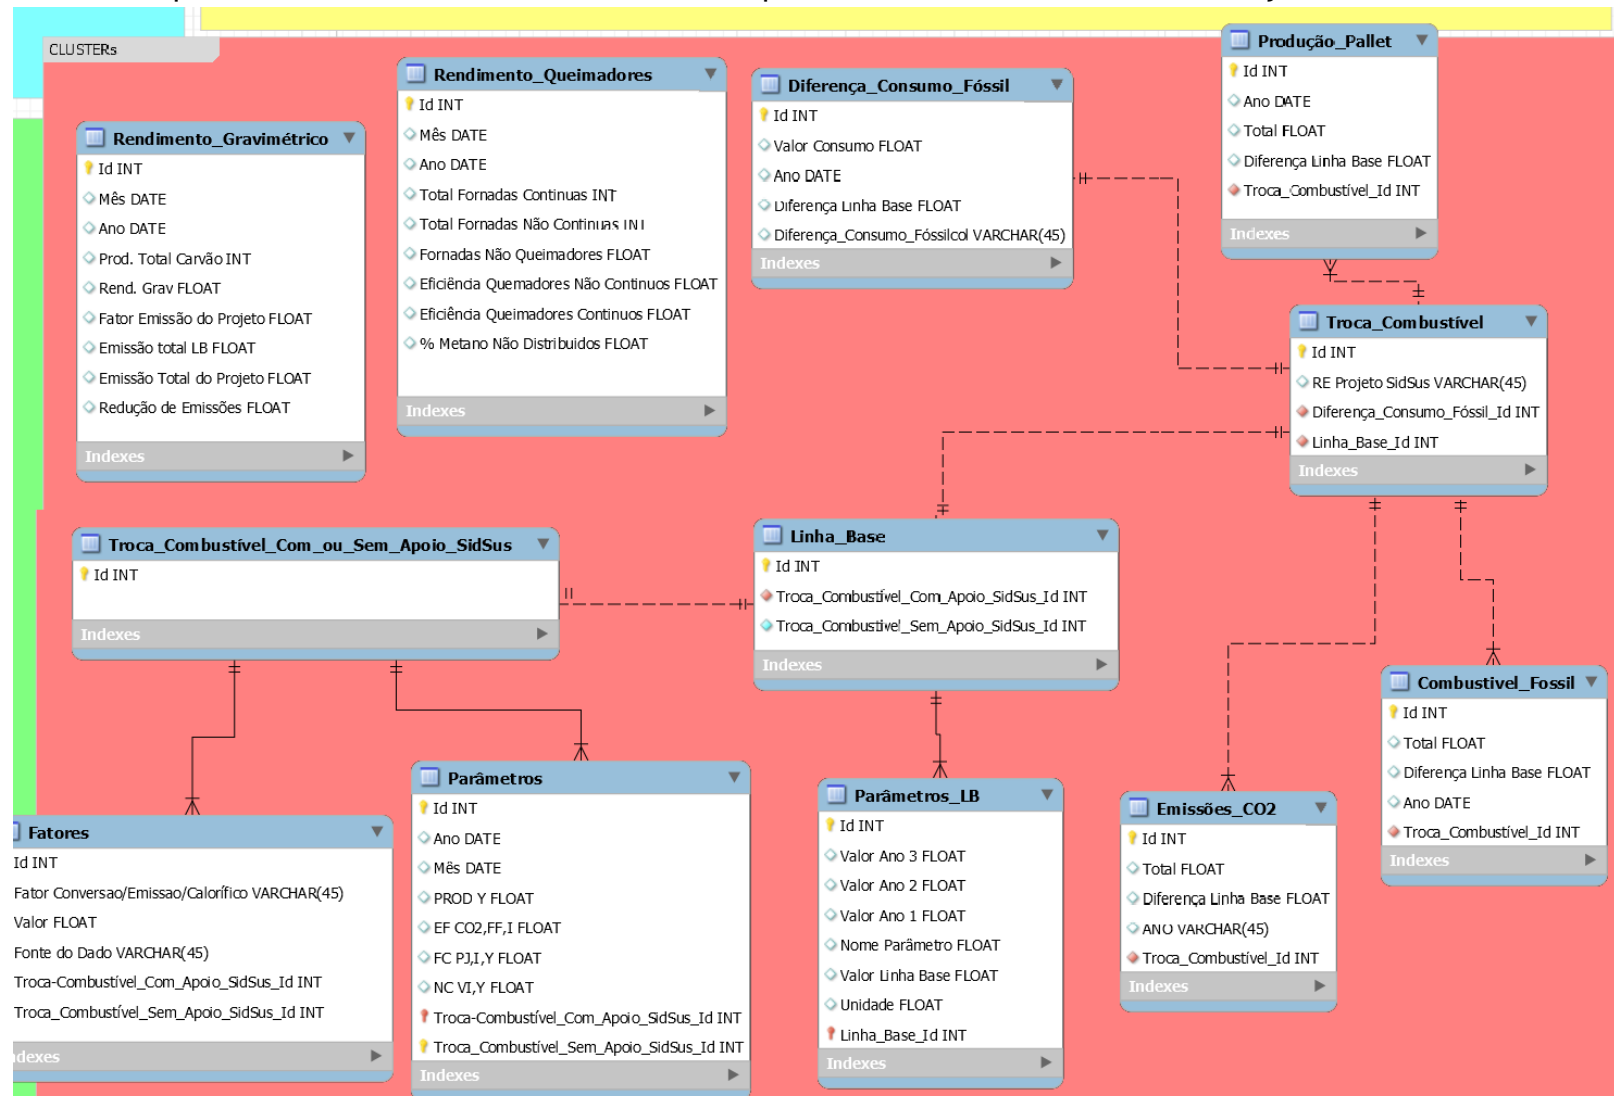 CLUSTERs
Rendimento_Gravimétrico
Id INT
Mês DATE
Ano DATE
Prod. Total Carvão INT
Rend. Grav FLOAT
Fator Emissão do Projeto FLOAT
Emissão total LB FLOAT
Emissão Total do Projeto FLOAT
Redução de Emissões FLOAT
Indexes
Rendimento_Queimadores
Id INT
Mês DATE
Ano DATE
Total Fornadas Continuas INT
Total Fornadas Não Continuas INT
Fornadas Não Queimadores FLOAT
Eficiência Quemadores Não Continuos FLOAT
Eficiência Queimadores Continuos FLOAT
% Metano Não Distribuidos FLOAT
Indexes
Diferença_Consumo_Fóssil
Id INT
Valor Consumo FLOAT
Ano DATE
Diferença Linha Base FLOAT
Diferença_Consumo_Fóssilcol VARCHAR(45)
Indexes
Produção_Pallet
Id INT
Ano DATE
Total FLOAT
Diferença Linha Base FLOAT
Troca_Combustível_Id INT
Indexes
Troca_Combustível
Id INT
RE Projeto SidSus VARCHAR(45)
Diferença_Consumo_Fóssil_Id INT
Linha_Base_Id INT
Indexes
Troca_Combustível_Com_ou_Sem_Apoio_SidSus
Id INT
Indexes
Linha_Base
Id INT
Troca_Combustível_Com_Apoio_SidSus_Id INT
Troca_Combustivel_Sem_Apoio_SidSus_Id INT
Indexes
Fatores
Id INT
Fator Conversao/Emissao/Calorífico VARCHAR(45)
Valor FLOAT
Fonte do Dado VARCHAR(45)
Troca-Combustível_Com_Apoio_SidSus_Id INT
Troca_Combustível_Sem_Apoio_SidSus_Id INT
ndexes
Parâmetros
Id INT
Ano DATE
Mês DATE
PROD Y FLOAT
EF CO2,FF,I FLOAT
FC PJ,I,Y FLOAT
NC VI,Y FLOAT
Troca-Combustível_Com_Apoio_SidSus_Id INT
Troca_Combustível_Sem_Apoio_SidSus_Id INT
Indexes
Parâmetros_LB
Id INT
Valor Ano 3 FLOAT
Valor Ano 2 FLOAT
Valor Ano 1 FLOAT
Nome Parâmetro FLOAT
Valor Linha Base FLOAT
Unidade FLOAT
Linha_Base_Id INT
Indexes
Emissões_CO2
Id INT
Total FLOAT
Diferença Linha Base FLOAT
ANO VARCHAR(45)
Troca_Combustível_Id INT
Indexes
Combustivel_Fossil
Id INT
Total FLOAT
Diferença Linha Base FLOAT
Ano DATE
Troca_Combustível_Id INT
Indexes